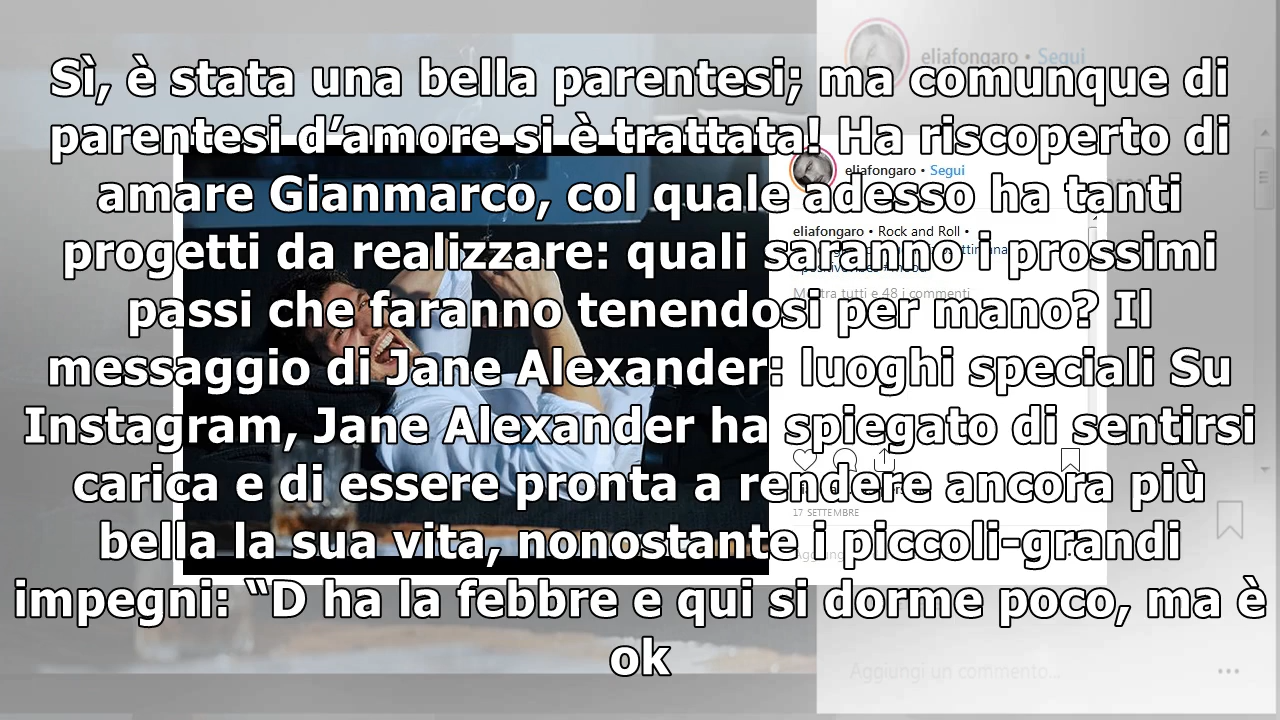 Sì, è stata una bella parentesi; ma comunque di
parentesi d’amore si è trattata! Ha riscoperto di
amare Gianmarco, col quale adesso ha tanti
progetti da realizzare: quali saranno i prossimi
passi che faranno tenendosi per mano? Il
messaggio di Jane Alexander: luoghi speciali Su
Instagram, Jane Alexander ha spiegato di sentirsi
carica e di essere pronta a rendere ancora più
bella la sua vita, nonostante i piccoli-grandi
impegni: “D ha la febbre e qui si dorme poco, ma è
ok
eliafongaro • Segui
eliafongaro • Segui
eliafongaro • Rock and Roll •
tutti e 48 i commenti
17 SETTEMBRE
Aggiungi un commento...